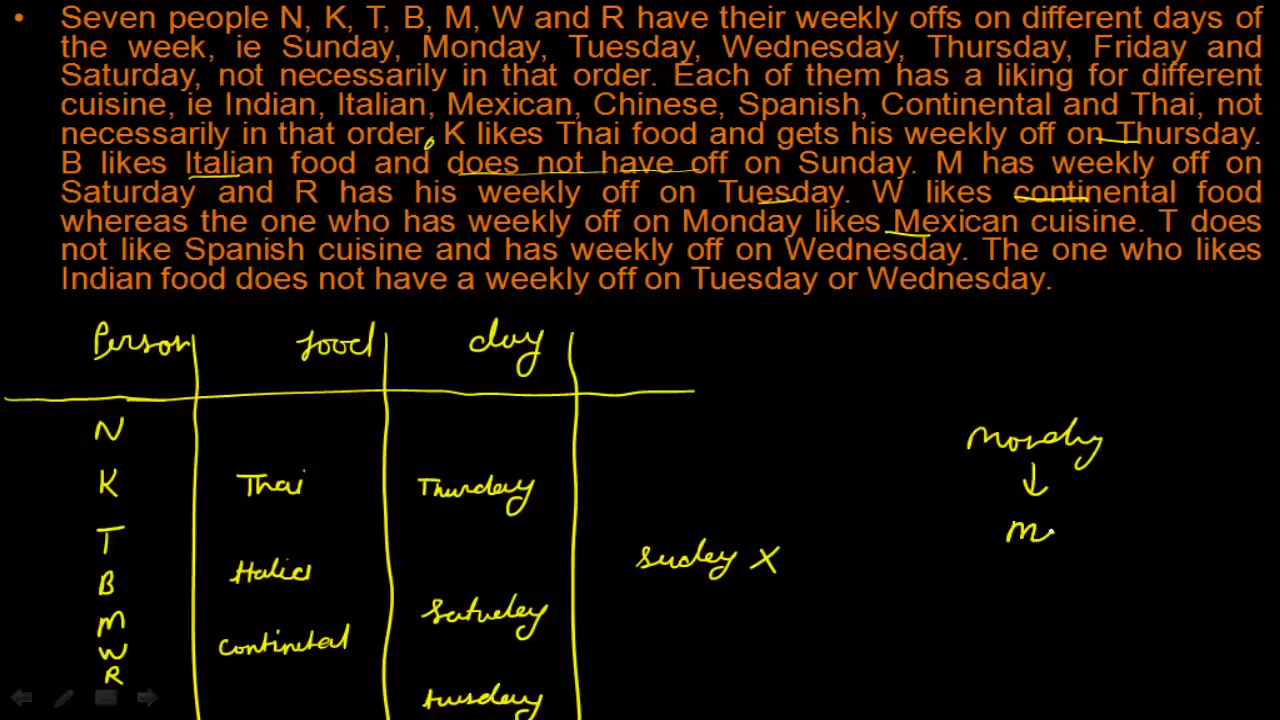 • Seven people N, K, T, B, M, W and R have their weekly offs on different days of
the week, ie Sunday, Monday, Tuesday, Wednesday, Thursday, Friday and
Saturday, not necessarily in that order. Each of them has a liking for different
cuisine, ie Indian, Italian, Mexican, Chinese, Spanish, Continental and Thai, not
necessarily in that order. K likes Thai food and gets his weekly off on Thursday.
B likes Italian food and does not have off on Sunday. M has weekly off on
Saturday and R has his weekly off on Tuesday. W likes continental food
whereas the one who has weekly off on Monday likes Mexican cuisine. T does
not like Spanish cuisine and has weekly off on Wednesday. The one who likes
Indian food does not have a weekly off on Tuesday or Wednesday.
Person food day
N
Monday
K Thai Thursday
T
M
Sunday X
B Italian
M Saturday
W Continetal
R
tuesday